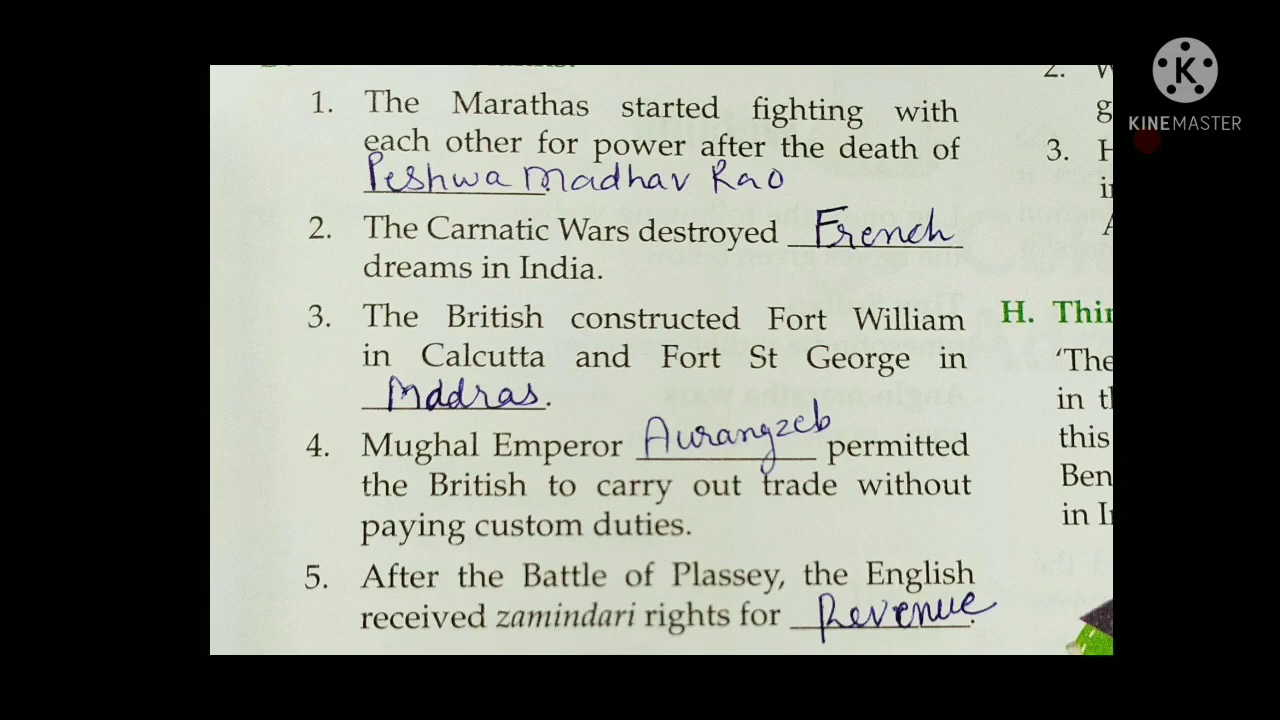 1. The Marathas started fighting with
each other for power after the death of
Peshwa Madhav Rao
2. The Carnatic Wars destroyed French
dreams in India.
3. The British constructed Fort William
in Calcutta and Fort St George in
Madras.
4. Mughal Emperor Aurangzeb permitted
the British to carry out trade without
paying custom duties.
5. After the Battle of Plassey, the English
received zamindari rights for Revenue.
2.
3.
H. Thin
'The
in
this
Ben
in
K
KINEMASTER